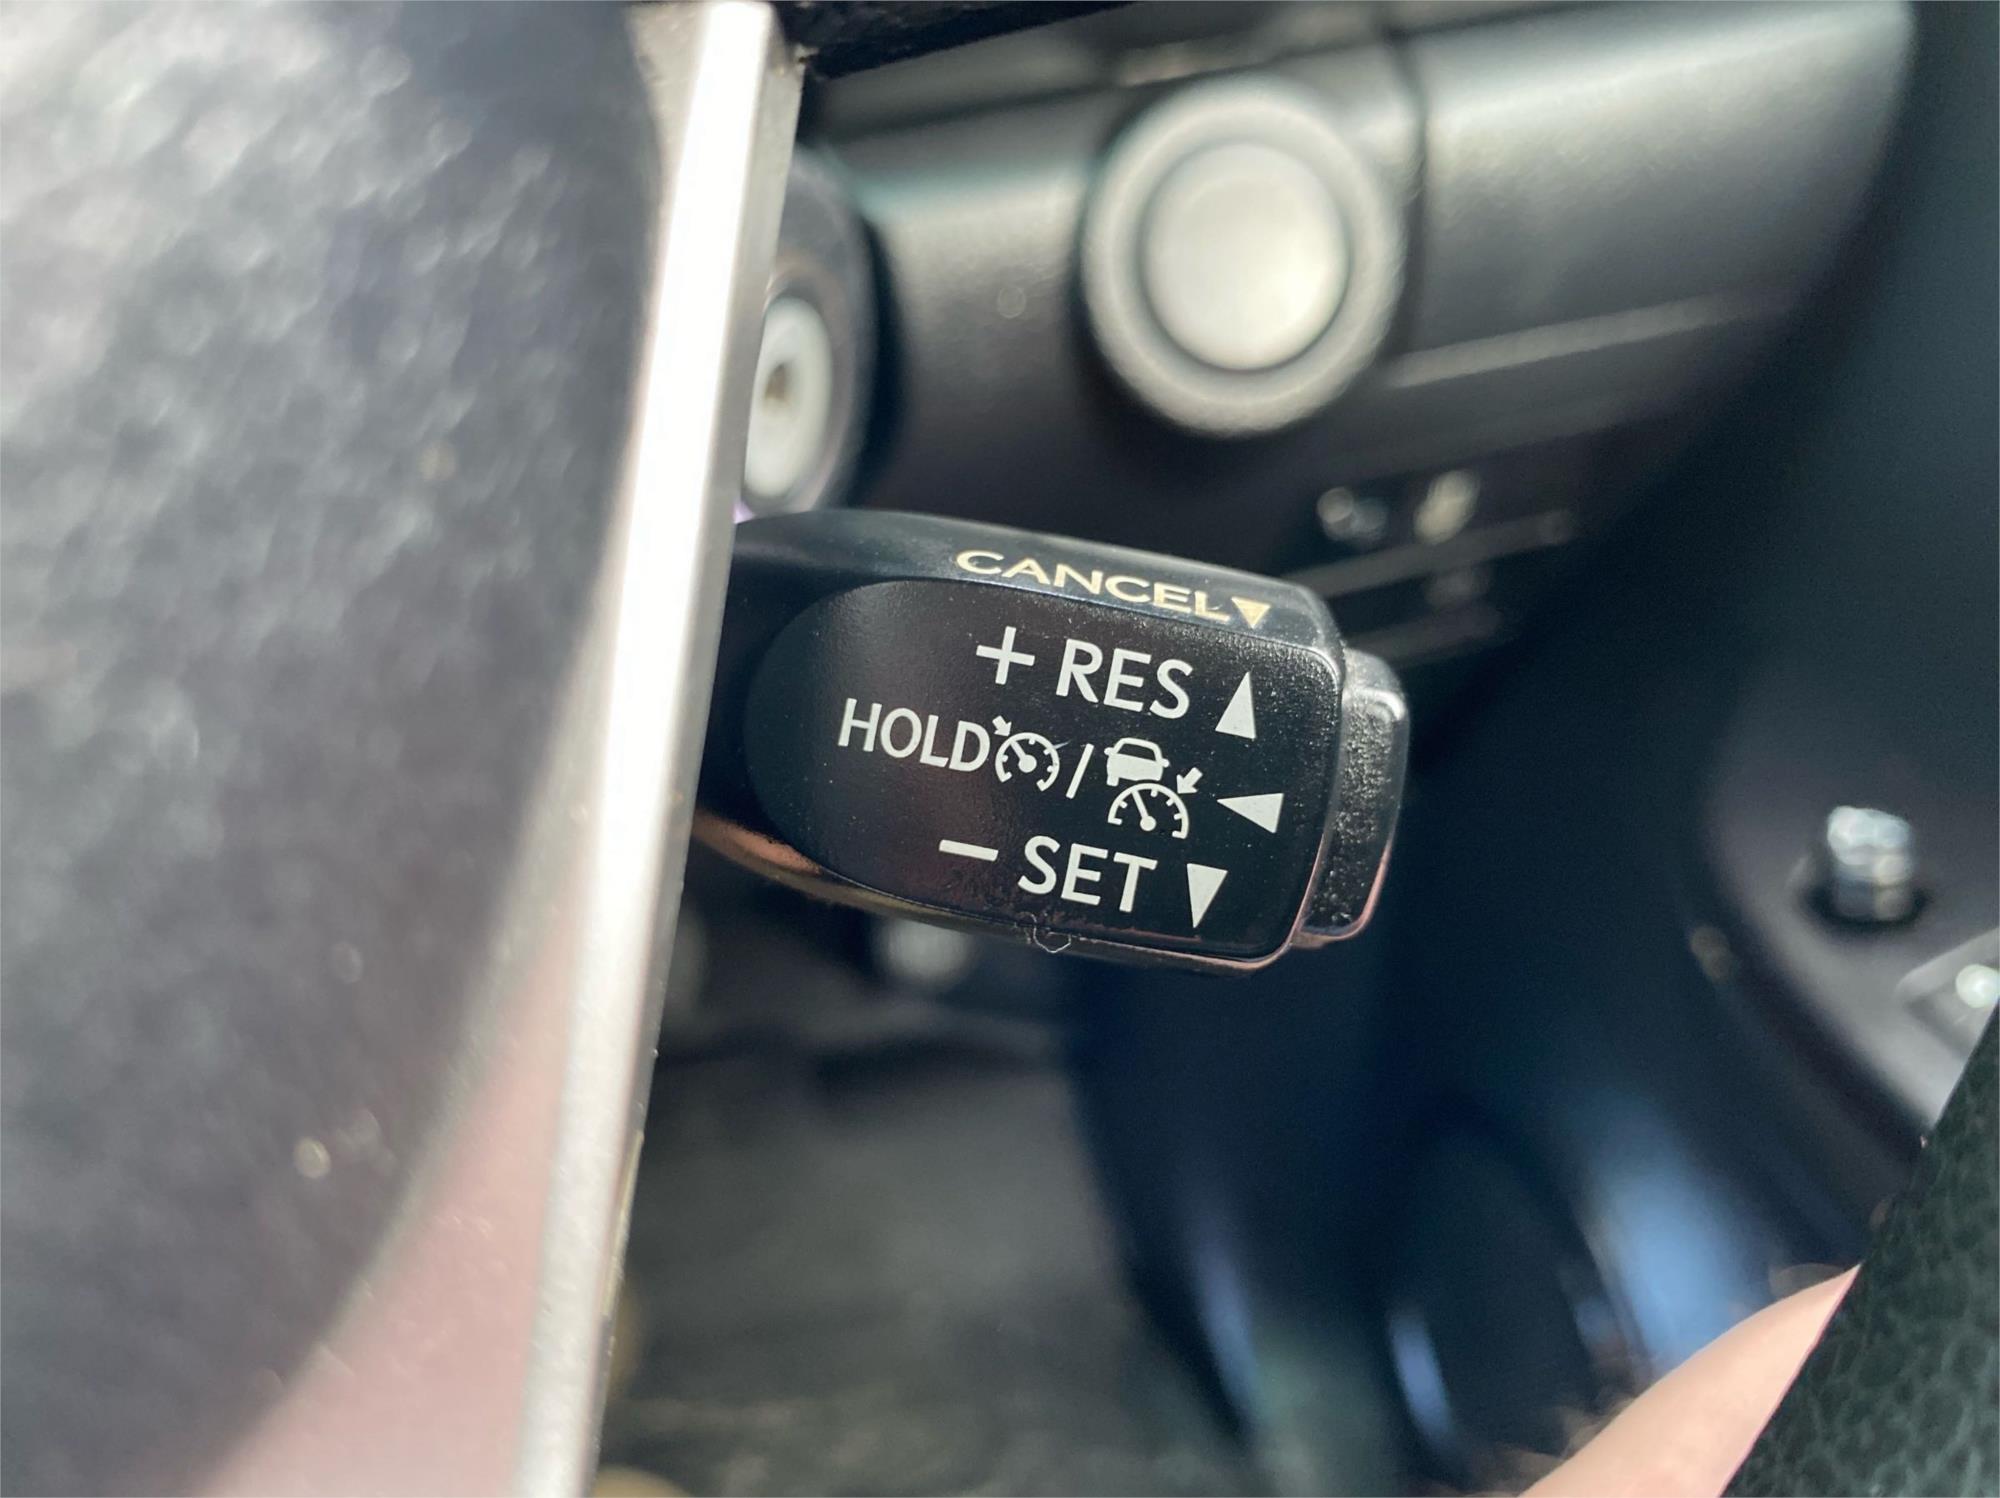 CANCEL▼
+ RES ▲
HOLD / ◀
− SET ▼